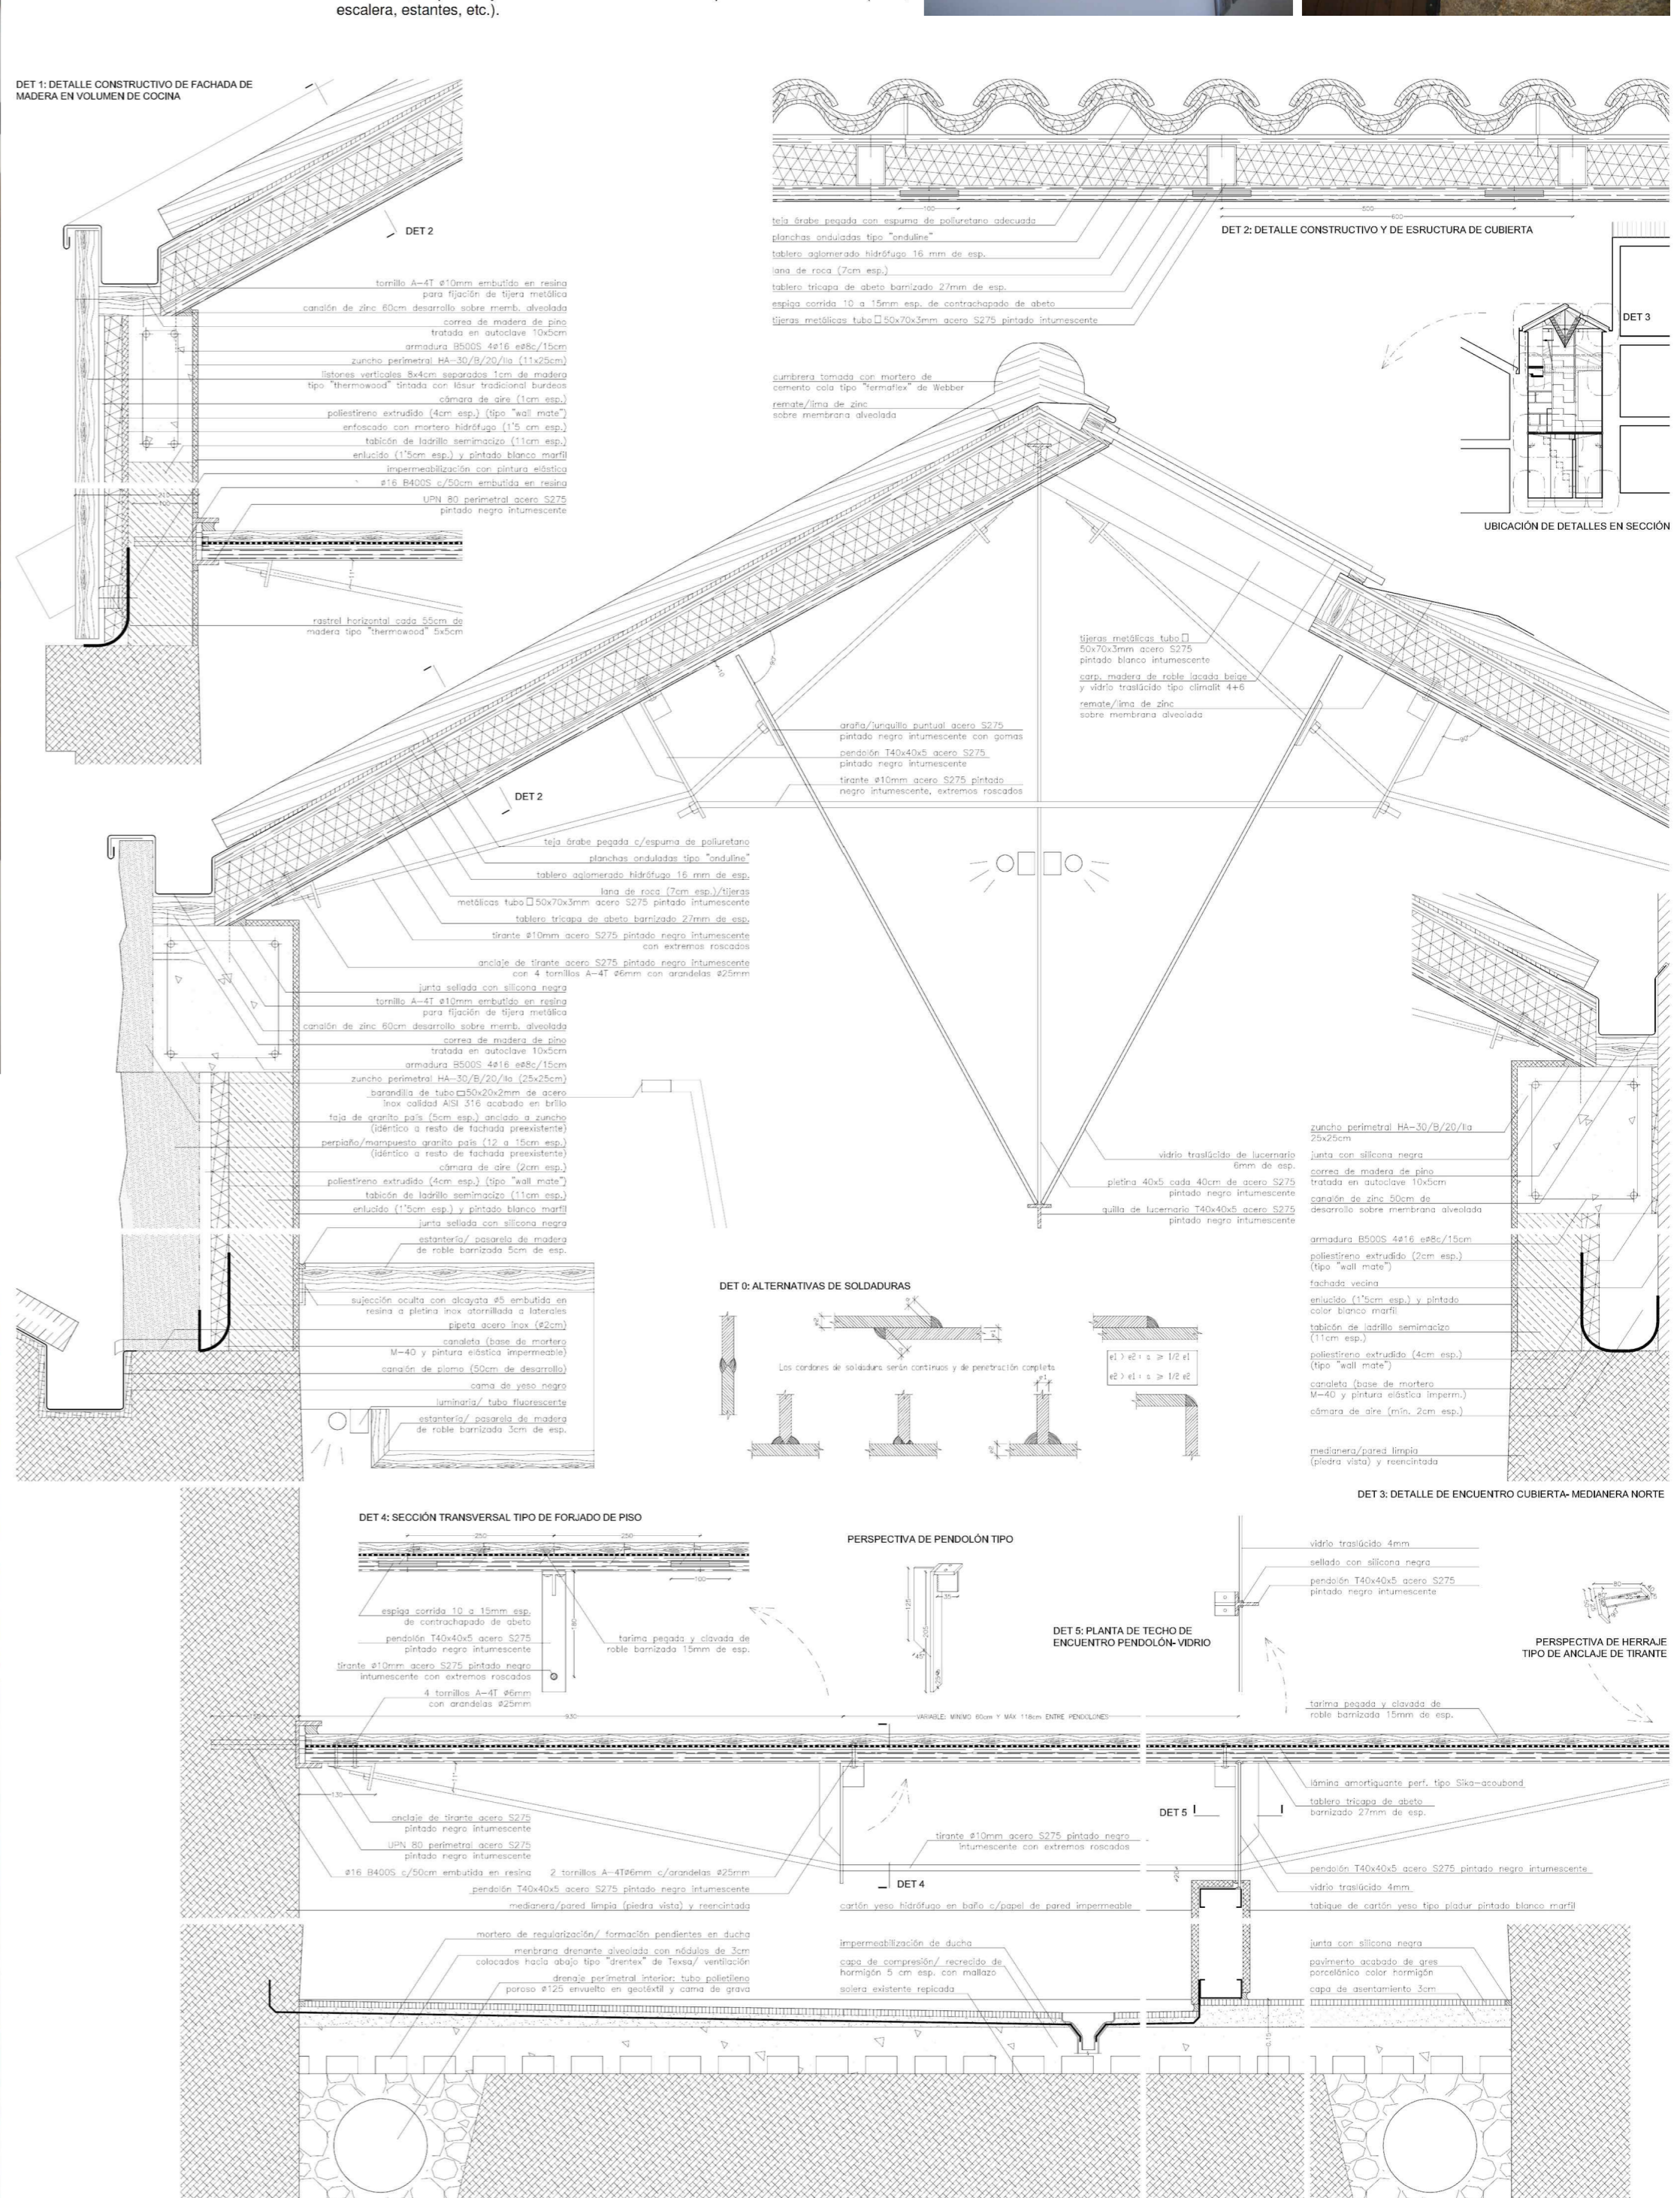 escalera, estantes, etc.).
DET 1: DETALLE CONSTRUCTIVO DE FACHADA DE
MADERA EN VOLUMEN DE COCINA
DET 2
tornillo A-4T ø10mm embutido en resina
para fijación de tijera metálica
canalón de zinc 60cm desarrollo sobre memb. alveolada
correa de madera de pino
tratada en autoclave 10x5cm
armadura B500S 4ø16 eø8c/15cm
zuncho perimetral HA-30/B/20/IIa (11x25cm)
listones verticales 8x4cm separados 1cm de madera
tipo "thermowood" tintada con lásur tradicional burdeos
cámara de aire (1cm esp.)
poliestireno extrudido (4cm esp.) (tipo "wall mate")
enfoscado con mortero hidrófugo (1'5 cm esp.)
tabicón de ladrillo semimacizo (11cm esp.)
enlucido (1'5cm esp.) y pintado blanco marfil
impermeabilización con pintura elástica
ø16 B400S c/50cm embutida en resina
UPN 80 perimetral acero S275
pintado negro intumescente
rastrel horizontal cada 55cm de
madera tipo "thermowood" 5x5cm
100
500
600
teja árabe pegada con espuma de poliuretano adecuada
planchas onduladas tipo "onduline"
tablero aglomerado hidrófugo 16 mm de esp.
lana de roca (7cm esp.)
tablero tricapa de abeto barnizado 27mm de esp.
espiga corrida 10 a 15mm esp. de contrachapado de abeto
tijeras metálicas tubo □ 50x70x3mm acero S275 pintado intumescente
DET 2: DETALLE CONSTRUCTIVO Y DE ESRUCTURA DE CUBIERTA
DET 3
UBICACIÓN DE DETALLES EN SECCIÓN
cumbrera tomada con mortero de
cemento cola tipo "fermaflex" de Webber
remate/lima de zinc
sobre membrana alveolada
tijeras metálicas tubo □
50x70x3mm acero S275
pintado blanco intumescente
carp. madera de roble lacada beige
y vidrio traslúcido tipo climalit 4+6
remate/lima de zinc
sobre membrana alveolada
araña/junquillo puntual acero S275
pintado negro intumescente con gomas
pendolón T40x40x5 acero S275
pintado negro intumescente
tirante ø10mm acero S275 pintado
negro intumescente, extremos roscados
DET 2
teja árabe pegada c/espuma de poliuretano
planchas onduladas tipo "onduline"
tablero aglomerado hidrófugo 16 mm de esp.
lana de roca (7cm esp.)/tijeras
metálicas tubo □ 50x70x3mm acero S275 pintado intumescente
tablero tricapa de abeto barnizado 27mm de esp.
tirante ø10mm acero S275 pintado negro intumescente
con extremos roscados
anclaje de tirante acero S275 pintado negro intumescente
con 4 tornillos A-4T ø6mm con arandelas ø25mm
junta sellada con silicona negra
tornillo A-4T ø10mm embutido en resina
para fijación de tijera metálica
canalón de zinc 60cm desarrollo sobre memb. alveolada
correa de madera de pino
tratada en autoclave 10x5cm
armadura B500S 4ø16 eø8c/15cm
zuncho perimetral HA-30/B/20/IIa (25x25cm)
barandilla de tubo □50x20x2mm de acero
inox calidad AISI 316 acabado en brillo
faja de granito país (5cm esp.) anclado a zuncho
(idéntico a resto de fachada preexistente)
perpiaño/mampuesto granito país (12 a 15cm esp.)
(idéntico a resto de fachada preexistente)
cámara de aire (2cm esp.)
poliestireno extrudido (4cm esp.) (tipo "wall mate")
tabicón de ladrillo semimacizo (11cm esp.)
enlucido (1'5cm esp.) y pintado blanco marfil
junta sellada con silicona negra
estantería/ pasarela de madera
de roble barnizada 5cm de esp.
sujección oculta con alcayata ø5 embutida en
resina a pletina inox atornillada a laterales
pipeta acero inox (ø2cm)
canaleta (base de mortero
M-40 y pintura elástica impermeable)
canalón de plomo (50cm de desarrollo)
cama de yeso negro
luminaria/ tubo fluorescente
estantería/ pasarela de madera
de roble barnizada 3cm de esp.
vidrio traslúcido de lucernario
6mm de esp.
pletina 40x5 cada 40cm de acero S275
pintado negro intumescente
quilla de lucernario T40x40x5 acero S275
pintado negro intumescente
zuncho perimetral HA-30/B/20/IIa
25x25cm
junta con silicona negra
correa de madera de pino
tratada en autoclave 10x5cm
canalón de zinc 50cm de
desarrollo sobre membrana alveolada
armadura B500S 4ø16 eø8c/15cm
poliestireno extrudido (2cm esp.)
(tipo "wall mate")
fachada vecina
enlucido (1'5cm esp.) y pintado
color blanco marfil
tabicón de ladrillo semimacizo
(11cm esp.)
poliestireno extrudido (4cm esp.)
(tipo "wall mate")
canaleta (base de mortero
M-40 y pintura elástica imperm.)
cámara de aire (mín. 2cm esp.)
medianera/pared limpia
(piedra vista) y reencintada
DET 3: DETALLE DE ENCUENTRO CUBIERTA- MEDIANERA NORTE
DET 0: ALTERNATIVAS DE SOLDADURAS
Los cordones de soldadura serán continuos y de penetración completa
e1 > e2 : a ≥ 1/2 e1
e2 > e1 : a ≥ 1/2 e2
DET 4: SECCIÓN TRANSVERSAL TIPO DE FORJADO DE PISO
250
250
100
180
espiga corrida 10 a 15mm esp.
de contrachapado de abeto
pendolón T40x40x5 acero S275
pintado negro intumescente
tirante ø10mm acero S275 pintado negro
intumescente con extremos roscados
4 tornillos A-4T ø6mm
con arandelas ø25mm
tarima pegada y clavada de
roble barnizada 15mm de esp.
PERSPECTIVA DE PENDOLÓN TIPO
DET 5: PLANTA DE TECHO DE
ENCUENTRO PENDOLÓN- VIDRIO
vidrio traslúcido 4mm
sellado con silicona negra
pendolón T40x40x5 acero S275
pintado negro intumescente
PERSPECTIVA DE HERRAJE
TIPO DE ANCLAJE DE TIRANTE
930
VARIABLE: MINIMO 60cm Y MAX 118cm ENTRE PENDOLONES
tarima pegada y clavada de
roble barnizada 15mm de esp.
130
anclaje de tirante acero S275
pintado negro intumescente
UPN 80 perimetral acero S275
pintado negro intumescente
ø16 B400S c/50cm embutida en resina
2 tornillos A-4Tø6mm c/arandelas ø25mm
pendolón T40x40x5 acero S275 pintado negro intumescente
medianera/pared limpia (piedra vista) y reencintada
DET 5
tirante ø10mm acero S275 pintado negro
intumescente con extremos roscados
DET 4
cartón yeso hidrófugo en baño c/papel de pared impermeable
lámina amortiguante perf. tipo Sika-acoubond
tablero tricapa de abeto
barnizado 27mm de esp.
pendolón T40x40x5 acero S275 pintado negro intumescente
vidrio traslúcido 4mm
tabique de cartón yeso tipo pladur pintado blanco marfil
mortero de regularización/ formación pendientes en ducha
menbrana drenante alveolada con nódulos de 3cm
colocados hacia abajo tipo "drentex" de Texsa/ ventilación
drenaje perimetral interior: tubo polietileno
poroso ø125 envuelto en geotéxtil y cama de grava
impermeabilización de ducha
capa de compresión/ recrecido de
hormigón 5 cm esp. con mallazo
solera existente repicada
junta con silicona negra
pavimento acabado de gres
porcelánico color hormigón
capa de asentamiento 3cm